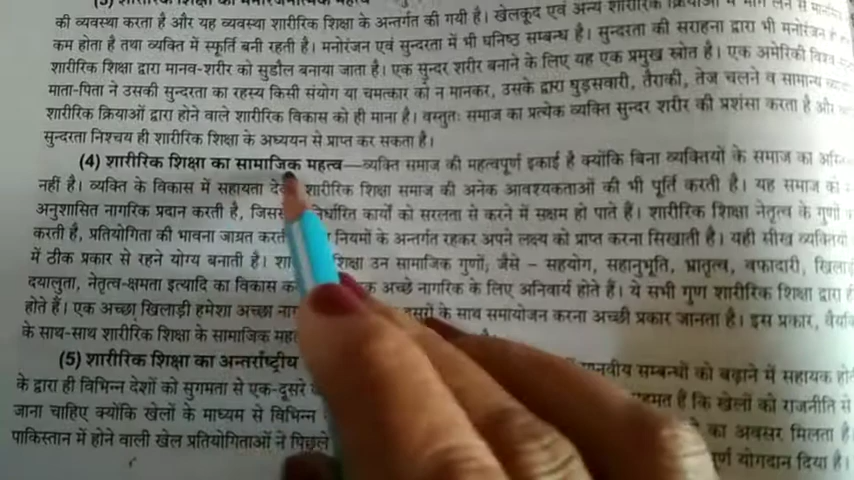 की व्यवस्था करता है और यह व्यवस्था शारीरिक शिक्षा के अन्तर्गत की गयी है। खेलकूद एवं अन्य शारीरिक
कम होता है तथा व्यक्ति में स्फूर्ति बनी रहती है। मनोरंजन एवं सुन्दरता में भी घनिष्ठ सम्बन्ध है। सुन्दरता की सराहना द्वारा भी मनोरंजन
शारीरिक शिक्षा द्वारा मानव-शरीर को सुडौल बनाया जाता है। एक सुन्दर शरीर बनाने के लिए यह एक प्रमुख स्रोत है। एक अमेरिकी
माता-पिता ने उसकी सुन्दरता का रहस्य किसी संयोग या चमत्कार को न मानकर, उसके द्वारा घुड़सवारी, तैराकी, तेज चलने व सामान्य
शारीरिक क्रियाओं द्वारा होने वाले शारीरिक विकास को ही माना है। वस्तुतः समाज का प्रत्येक व्यक्ति सुन्दर शरीर की प्रशंसा करता है और
सुन्दरता निश्चय ही शारीरिक शिक्षा के अध्ययन से प्राप्त कर सकता है।
(4) शारीरिक शिक्षा का सामाजिक महत्व—व्यक्ति समाज की महत्वपूर्ण इकाई है क्योंकि बिना व्यक्तियों के समाज का
नहीं है। व्यक्ति के विकास में सहायता शारीरिक शिक्षा समाज की अनेक आवश्यकताओं की भी पूर्ति करती है। यह समाज को
अनुशासित नागरिक प्रदान करती है, निर्धारित कार्यों को सरलता से करने में सक्षम हो पाते हैं। शारीरिक शिक्षा नेतृत्व के गुणों
करती है, प्रतियोगिता की भावना जाग्रत नियमों के अन्तर्गत रहकर अपने लक्ष्य को प्राप्त करना सिखाती है। यही सीख
में ठीक प्रकार से रहने योग्य बनाती है। शिक्षा उन सामाजिक गुणों, जैसे – सहयोग, सहानुभूति, भ्रातृत्व, वफादारी,
दयालुता, नेतृत्व-क्षमता इत्यादि का विकास अच्छे नागरिक के लिए अनिवार्य होते हैं। ये सभी गुण शारीरिक शिक्षा द्वारा
होते हैं। एक अच्छा खिलाड़ी हमेशा अच्छा के साथ समायोजन करना अच्छी प्रकार जानता है। इस प्रकार,
के साथ-साथ शारीरिक शिक्षा के सामाजिक
(5) शारीरिक शिक्षा का अन्तर्राष्ट्रीय सम्बन्धों को बढ़ाने में सहायक
के द्वारा ही विभिन्न देशों को सुगमता से एक-दूसरे हैं कि खेलों को राजनीति से
जाना चाहिए क्योंकि खेलों के माध्यम से विभिन्न का अवसर मिलता है।
पाकिस्तान में होने वाली खेल प्रतियोगिताओं ने योगदान दिया है।